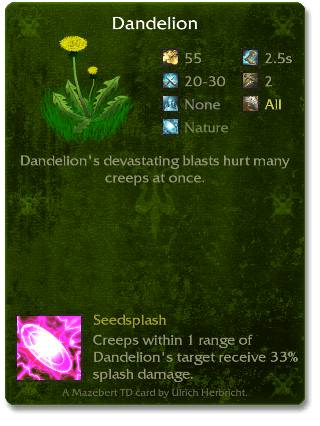 Dandelion
55 2.5s
20-30 2
None All
Nature
Dandelion's devastating blasts hurt many
creeps at once.
Seedsplash
Creeps within 1 range of
Dandelion's target receive 33%
splash damage.
A Mazebert TD card by Ulrich Herbricht.